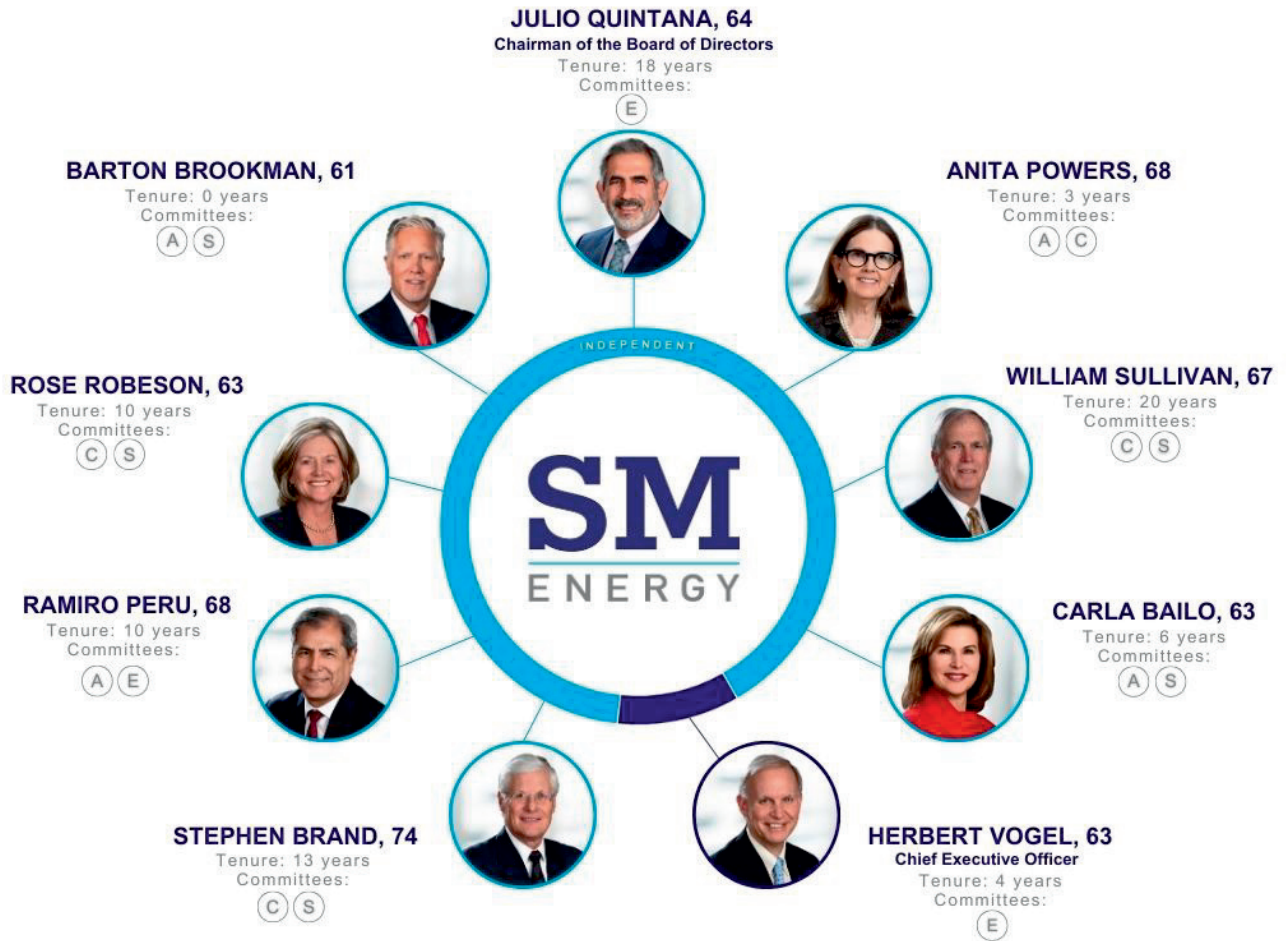 JULIO QUINTANA, 64
Chairman of the Board of Directors
Tenure: 18 years
Committees:
E
BARTON BROOKMAN, 61
Tenure: 0 years
Committees:
A S
ANITA POWERS, 68
Tenure: 3 years
Committees:
A C
INDEPENDENT
ROSE ROBESON, 63
Tenure: 10 years
Committees:
C S
WILLIAM SULLIVAN, 67
Tenure: 20 years
Committees:
C S
SM
ENERGY
RAMIRO PERU, 68
Tenure: 10 years
Committees:
A E
CARLA BAILO, 63
Tenure: 6 years
Committees:
A S
STEPHEN BRAND, 74
Tenure: 13 years
Committees:
C S
HERBERT VOGEL, 63
Chief Executive Officer
Tenure: 4 years
Committees:
E